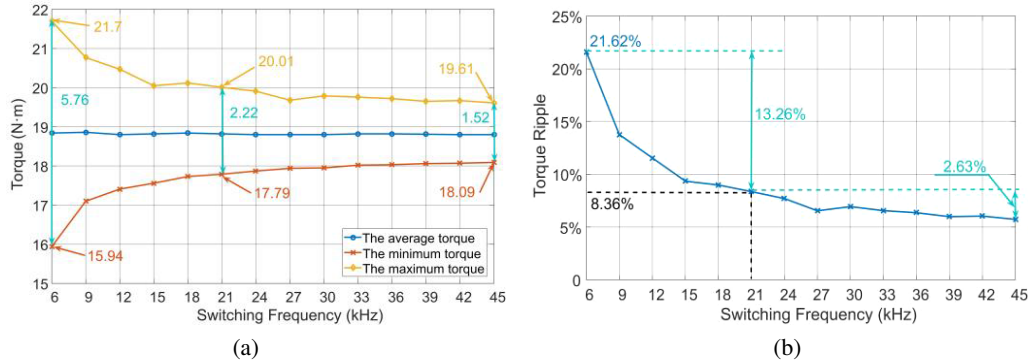 22
21
20
19
18
17
16
15
Torque (N·m)
21.7
5.76
20.01
2.22
17.79
15.94
19.61
1.52
18.09
The average torque
The minimum torque
The maximum torque
6 9 12 15 18 21 24 27 30 33 36 39 42 45
Switching Frequency (kHz)
(a)
25%
20%
15%
10%
5%
0
Torque Ripple
21.62%
13.26%
8.36%
2.63%
6 9 12 15 18 21 24 27 30 33 36 39 42 45
Switching Frequency (kHz)
(b)